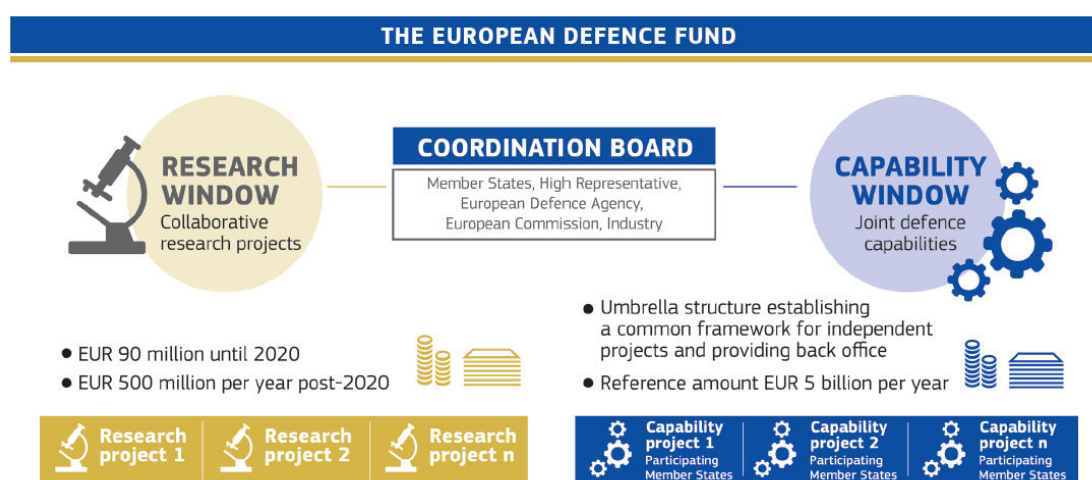 THE EUROPEAN DEFENCE FUND
RESEARCH
WINDOW
Collaborative
research projects
COORDINATION BOARD
Member States, High Representative,
European Defence Agency,
European Commission, Industry
CAPABILITY
WINDOW
Joint defence
capabilities
• EUR 90 million until 2020
• EUR 500 million per year post-2020
• Umbrella structure establishing
a common framework for independent
projects and providing back office
• Reference amount EUR 5 billion per year
Research
project 1
Research
project 2
Research
project n
Capability
project 1
Participating
Member States
Capability
project 2
Participating
Member States
Capability
project n
Participating
Member States